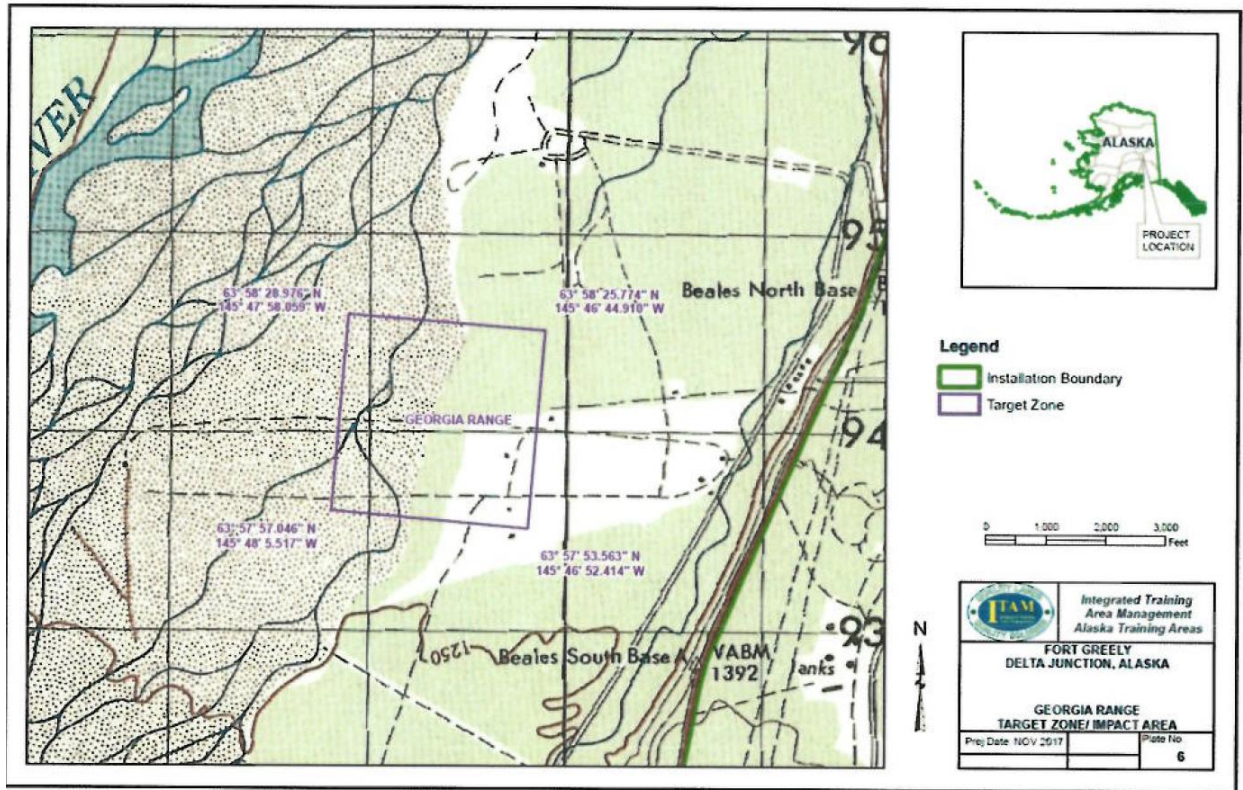 IVER
96
95
63° 58' 28.976" N
145° 47' 58.059" W
63° 58' 25.774" N
145° 46' 44.910" W
Beales North Base
GEORGIA RANGE
94
63° 57' 57.046" N
145° 48' 5.517" W
63° 57' 53.563" N
145° 46' 52.414" W
93
1250
Beales South Base
VABM
1392
anks
ALASKA
PROJECT
LOCATION
Legend
Installation Boundary
Target Zone
0 1,000 2,000 3,000
Feet
N
ITAM
Integrated Training
Area Management
Alaska Training Areas
FORT GREELY
DELTA JUNCTION, ALASKA
GEORGIA RANGE
TARGET ZONE/ IMPACT AREA
Proj Date: NOV 2017
Plate No
6